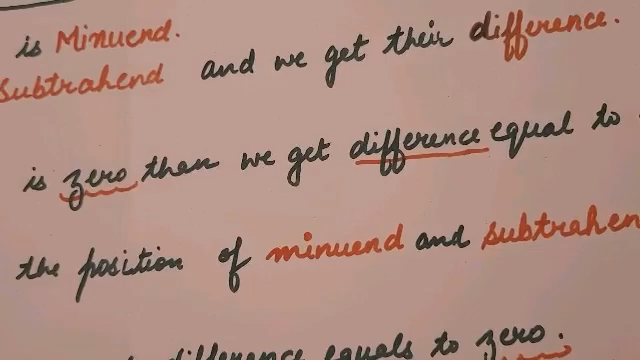 is Minuend.
Subtrahend and we get their difference.
is zero than we get difference equal to
the position of minuend and subtrahen
difference equals to zero.